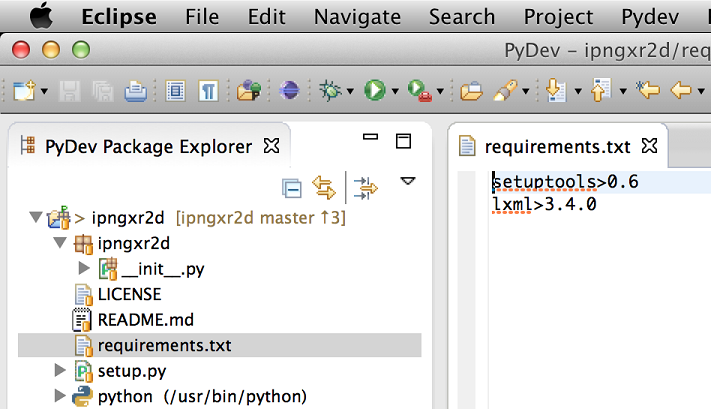 Eclipse File Edit Navigate Search Project Pydev
PyDev – ipngxr2d/req
PyDev Package Explorer
requirements.txt
setuptools>0.6
lxml>3.4.0
> ipngxr2d [ipngxr2d master ↑3]
ipngxr2d
__init__.py
LICENSE
README.md
requirements.txt
setup.py
python (/usr/bin/python)